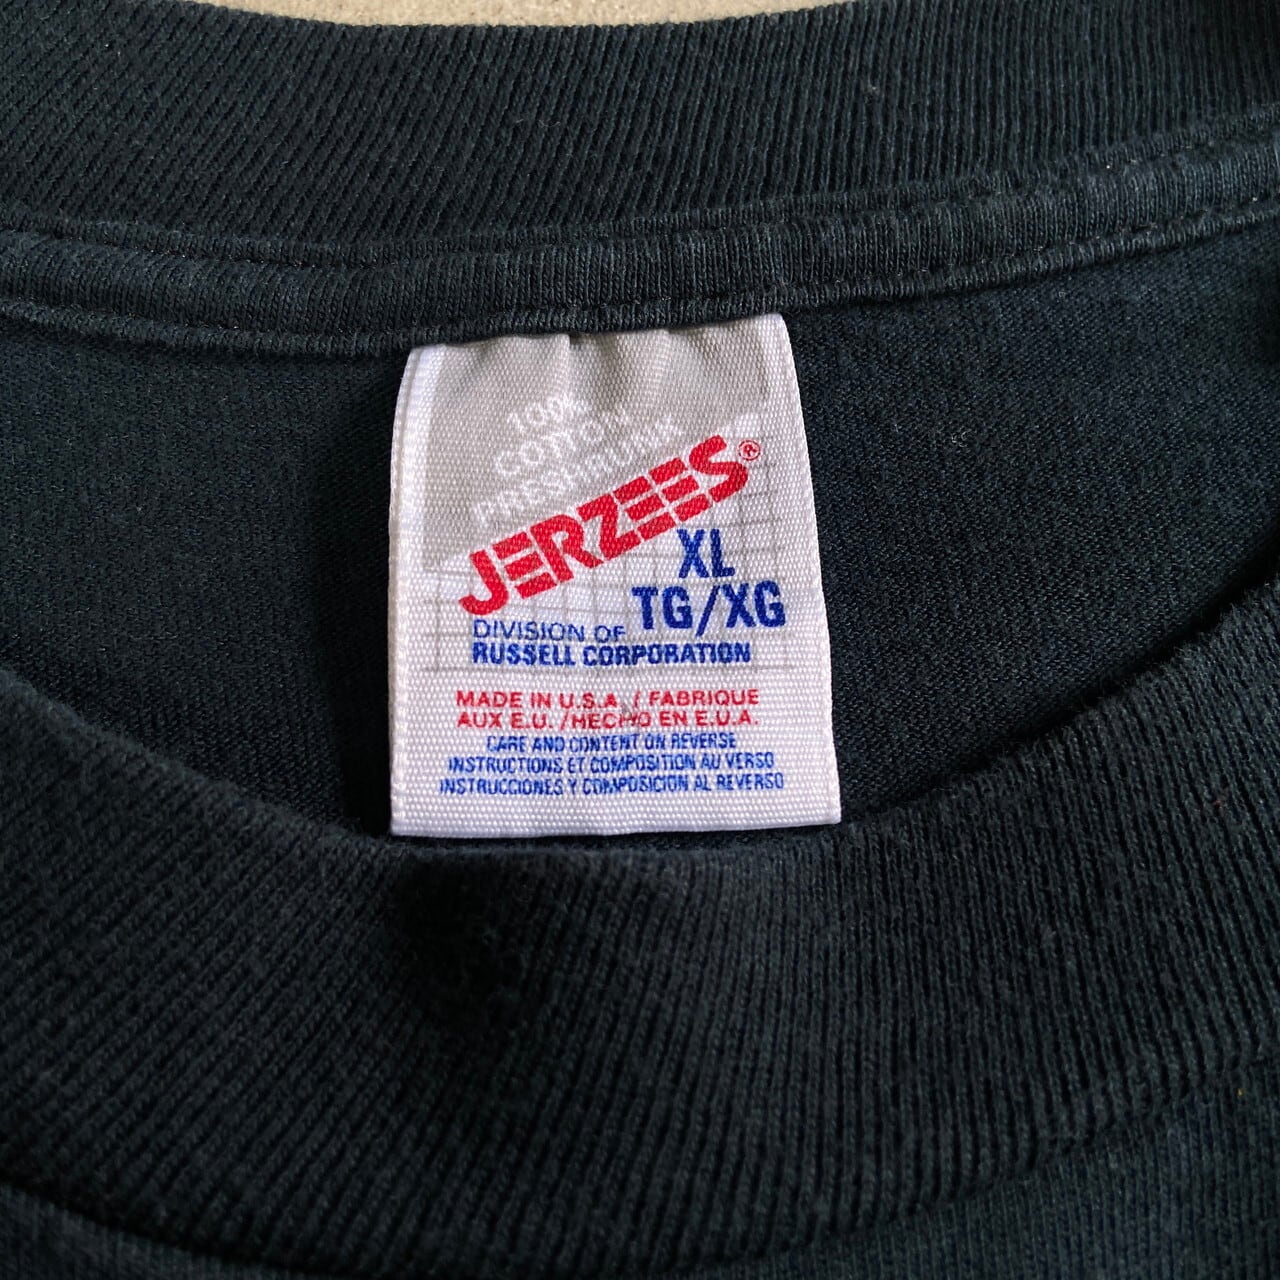 100%
COTTON
PRESHRUNK
JERZEES®
XL
TG/XG
DIVISION OF
RUSSELL CORPORATION
MADE IN U.S.A. / FABRIQUE
AUX E.U. /HECHO EN E.U.A.
CARE AND CONTENT ON REVERSE
INSTRUCTIONS ET COMPOSITION AU VERSO
INSTRUCCIONES Y COMPOSICION AL REVERSO